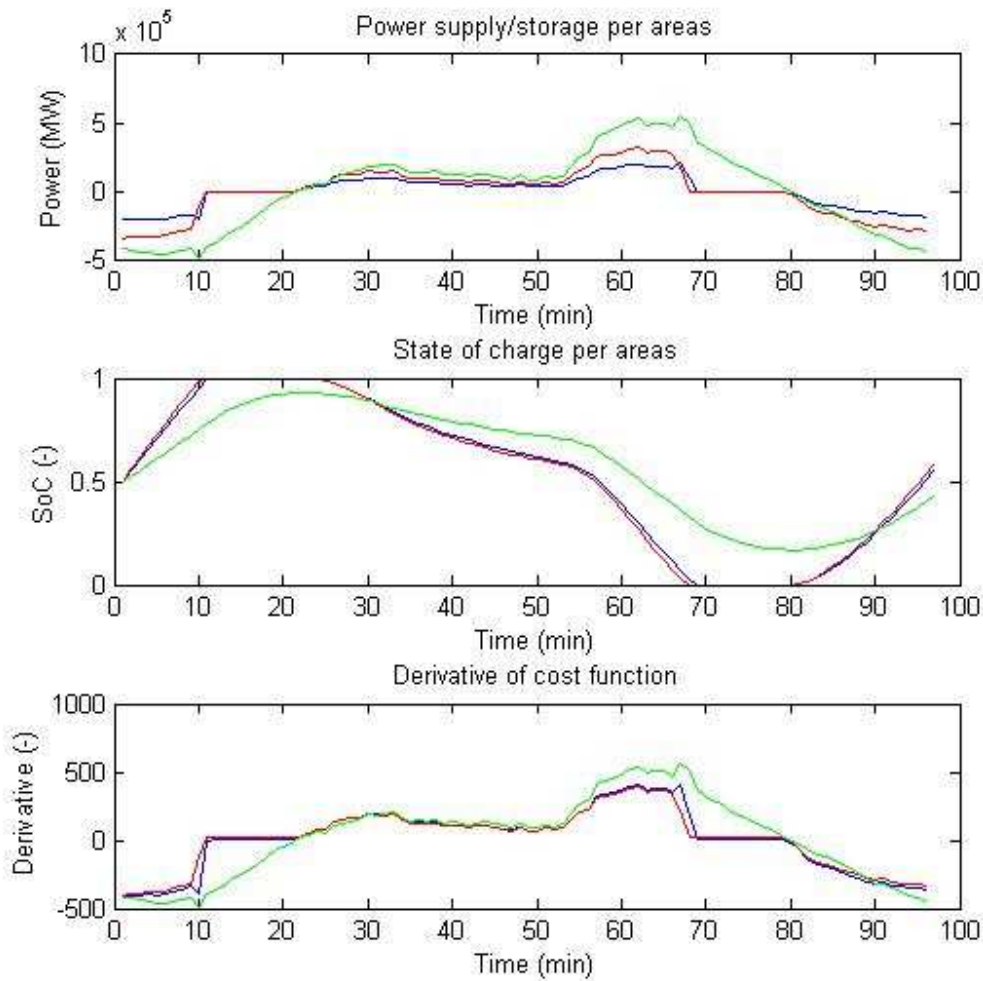 x 10^5
Power supply/storage per areas
10
5
0
-5
Power (MW)
0 10 20 30 40 50 60 70 80 90 100
Time (min)
State of charge per areas
1
0.5
0
SoC (-)
0 10 20 30 40 50 60 70 80 90 100
Time (min)
Derivative of cost function
1000
500
0
-500
Derivative (-)
0 10 20 30 40 50 60 70 80 90 100
Time (min)